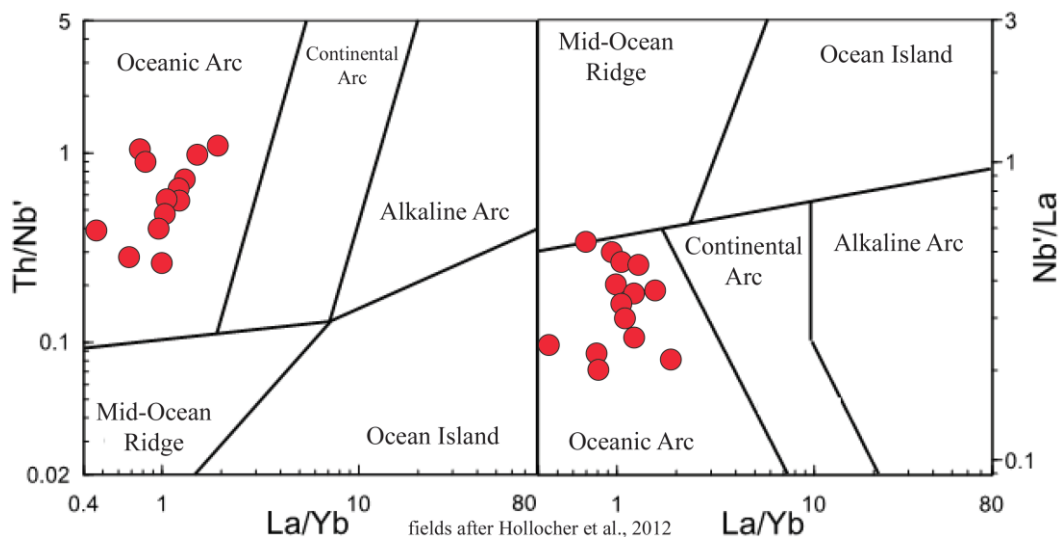 5
Oceanic Arc
Continental
Arc
1
Alkaline Arc
Th/Nb'
0.1
Mid-Ocean
Ridge
Ocean Island
0.02
0.4
1
10
80
La/Yb
3
Mid-Ocean
Ridge
Ocean Island
1
Continental
Arc
Alkaline Arc
Nb'/La
Oceanic Arc
0.1
1
10
80
La/Yb
fields after Hollocher et al., 2012